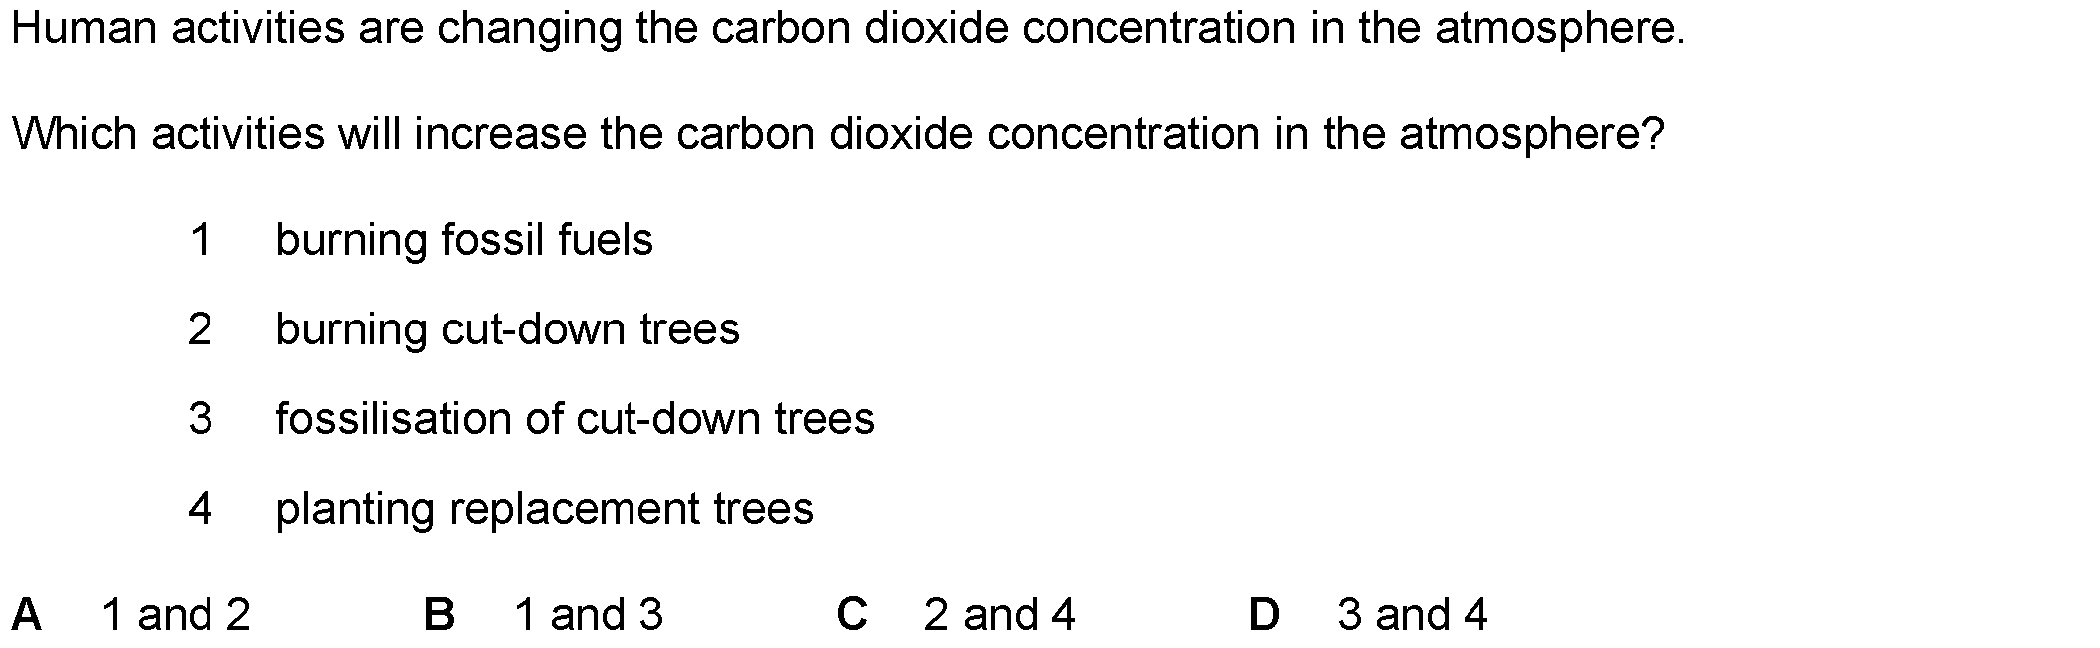 Human activities are changing the carbon dioxide concentration in the atmosphere.
Which activities will increase the carbon dioxide concentration in the atmosphere?
1 burning fossil fuels
2 burning cut-down trees
3 fossilisation of cut-down trees
4 planting replacement trees
A 1 and 2 B 1 and 3 C 2 and 4 D 3 and 4